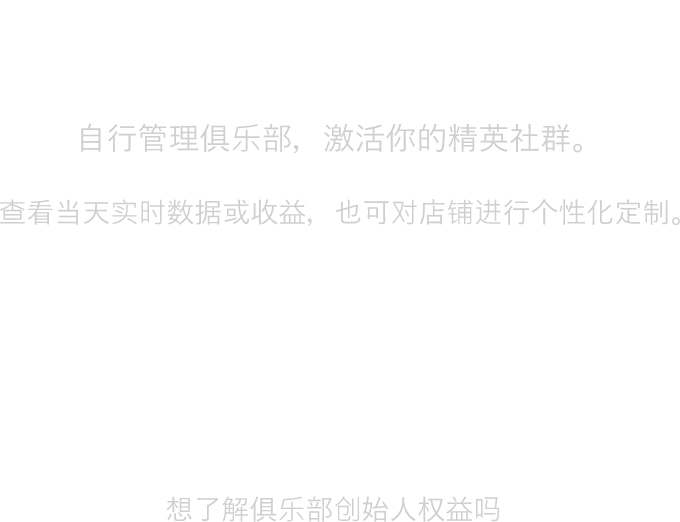 自行管理俱乐部，激活你的精英社群。
查看当天实时数据或收益，也可对店铺进行个性化定制。
想了解俱乐部创始人权益吗